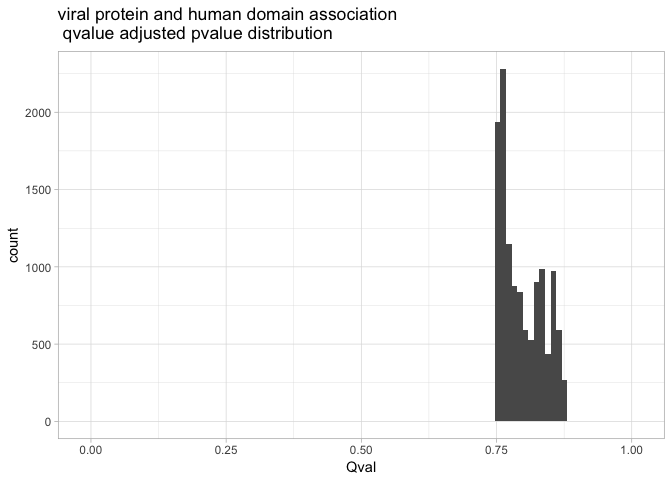 viral protein and human domain association
qvalue adjusted pvalue distribution
2000
1500
1000
500
0
count
0.00 0.25 0.50 0.75 1.00
Qval